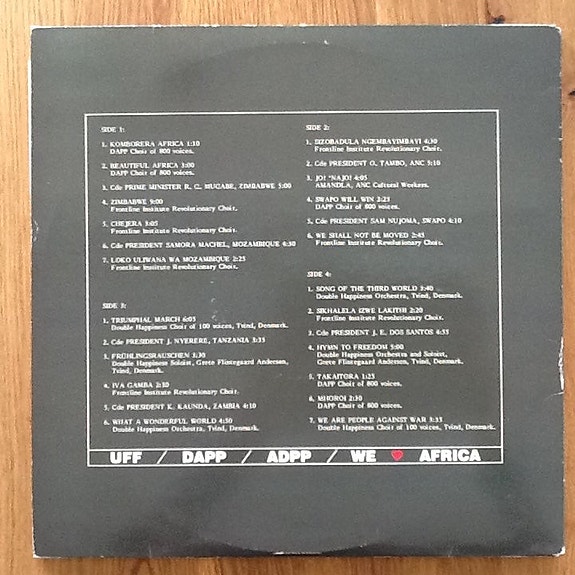 SIDE 1:
1. KOMBORERA AFRICA 1:10
DAPP Choir of 800 voices.
2. BEAUTIFUL AFRICA 3:00
DAPP Choir of 800 voices.
3. Cde PRIME MINISTER R. G. MUGABE, ZIMBABWE 5:00
4. ZIMBABWE 9:00
Frontline Institute Revolutionary Choir.
5. CHEJERA 3:05
Frontline Institute Revolutionary Choir.
6. Cde PRESIDENT SAMORA MACHEL, MOZAMBIQUE 4:30
7. LOKO ULIWANA WA MOZAMBIQUE 2:25
Frontline Institute Revolutionary Choir.
SIDE 2:
1. SIZOBADULA NGEMBAYIMBAYI 4:30
Frontline Institute Revolutionary Choir.
2. Cde PRESIDENT O. TAMBO, ANC 5:10
3. JO! 'NAJO! 4:05
AMANDLA, ANC Cultural Workers.
4. SWAPO WILL WIN 2:23
DAPP Choir of 800 voices.
5. Cde PRESIDENT SAM NUJOMA, SWAPO 4:10
6. WE SHALL NOT BE MOVED 2:45
Frontline Institute Revolutionary Choir.
SIDE 3:
1. TRIUMPHAL MARCH 6:05
Double Happiness Choir of 100 voices, Tvind, Denmark.
2. Cde PRESIDENT J. NYERERE, TANZANIA 3:35
3. FRÜHLINGSRAUSCHEN 3:30
Double Happiness Soloist, Grete Flintegaard Andersen,
Tvind, Denmark.
4. IVA GAMBA 2:30
Frontline Institute Revolutionary Choir.
5. Cde PRESIDENT K. KAUNDA, ZAMBIA 4:10
6. WHAT A WONDERFUL WORLD 4:50
Double Happiness Orchestra, Tvind, Denmark.
SIDE 4:
1. SONG OF THE THIRD WORLD 3:40
Double Happiness Orchestra, Tvind, Denmark.
2. SIKHALELA IZWE LAKITHI 2:20
Frontline Institute Revolutionary Choir.
3. Cde PRESIDENT J. E. DOS SANTOS 4:35
4. HYMN TO FREEDOM 5:00
Double Happiness Orchestra and Soloist,
Grete Flintegaard Andersen, Tvind, Denmark.
5. TAKAITORA 1:25
DAPP Choir of 800 voices.
6. MHOROI 2:30
DAPP Choir of 800 voices.
7. WE ARE PEOPLE AGAINST WAR 3:35
Double Happiness Choir of 100 voices, Tvind, Denmark.
UFF / DAPP / ADPP / WE ♥ AFRICA